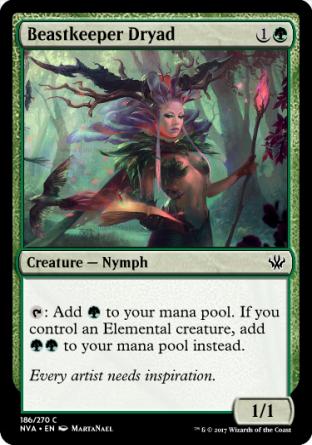 Beastkeeper Dryad 1
Creature — Nymph
: Add to your mana pool. If you
control an Elemental creature, add
to your mana pool instead.
Every artist needs inspiration.
1/1
186/270 C
NVA • EN MartaNael
™ & © 2017 Wizards of the Coast